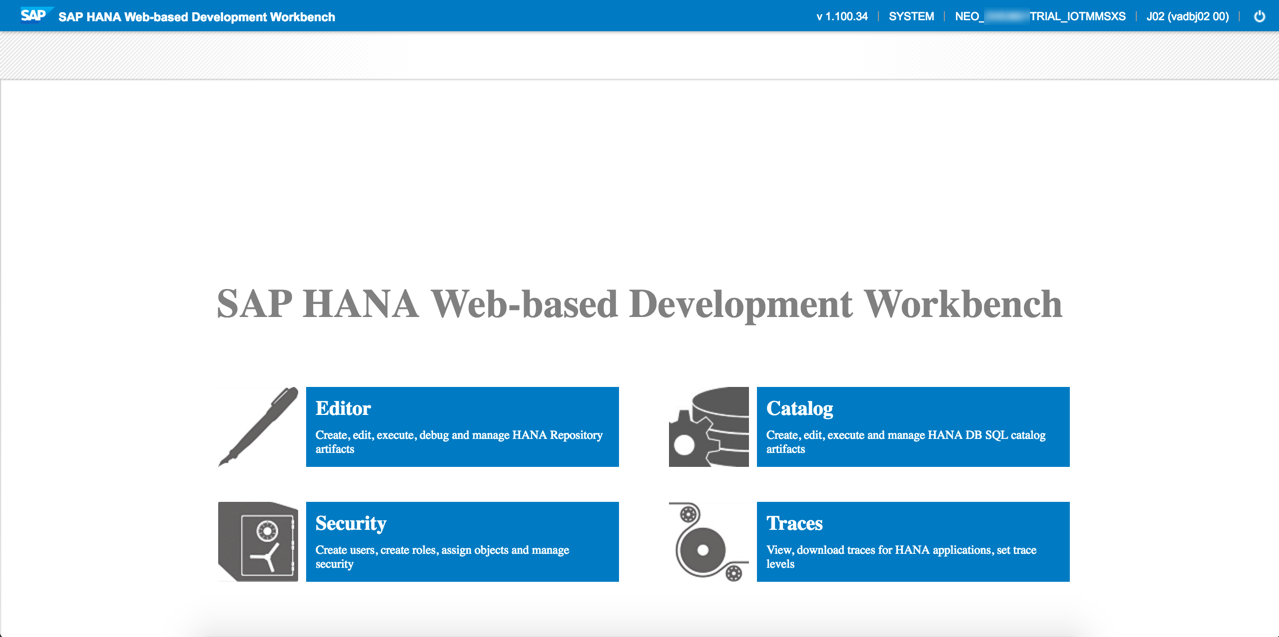 SAP SAP HANA Web-based Development Workbench v 1.100.34 | SYSTEM | NEO_ TRIAL_IOTMMSXS | J02 (vadbj02 00) |
SAP HANA Web-based Development Workbench
Editor
Create, edit, execute, debug and manage HANA Repository
artifacts
Catalog
Create, edit, execute and manage HANA DB SQL catalog
artifacts
Security
Create users, create roles, assign objects and manage
security
Traces
View, download traces for HANA applications, set trace
levels